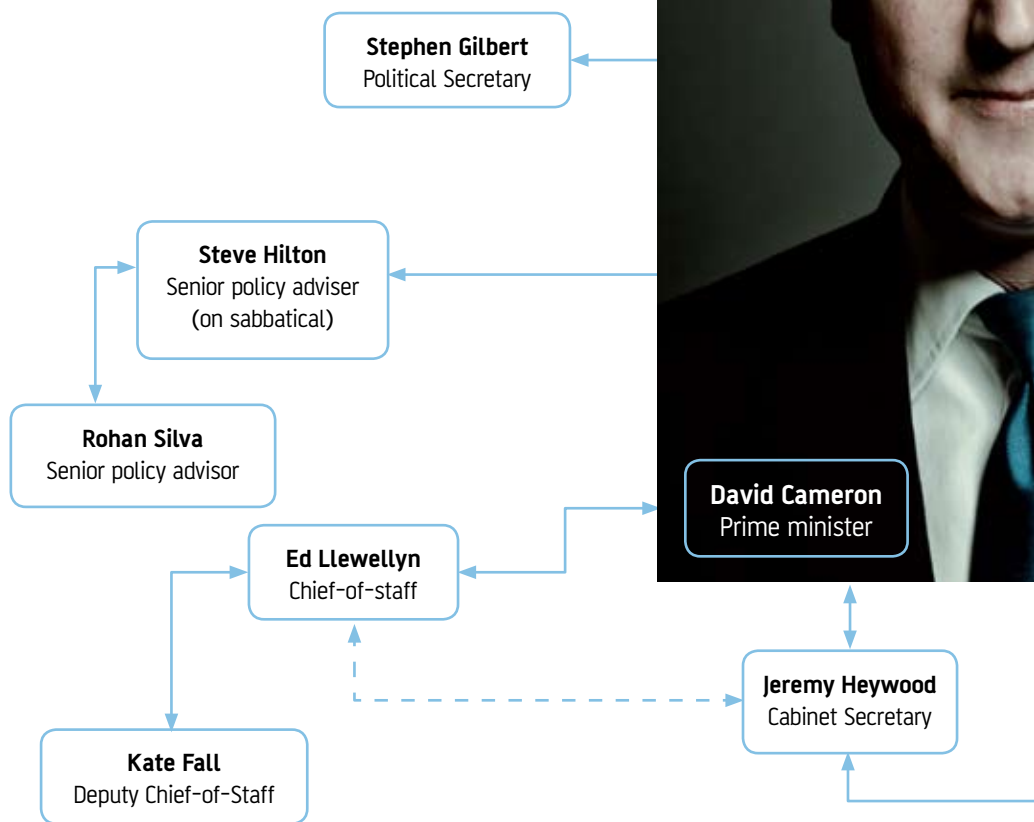 Stephen Gilbert
Political Secretary
Steve Hilton
Senior policy adviser
(on sabbatical)
Rohan Silva
Senior policy advisor
David Cameron
Prime minister
Ed Llewellyn
Chief-of-staff
Jeremy Heywood
Cabinet Secretary
Kate Fall
Deputy Chief-of-Staff